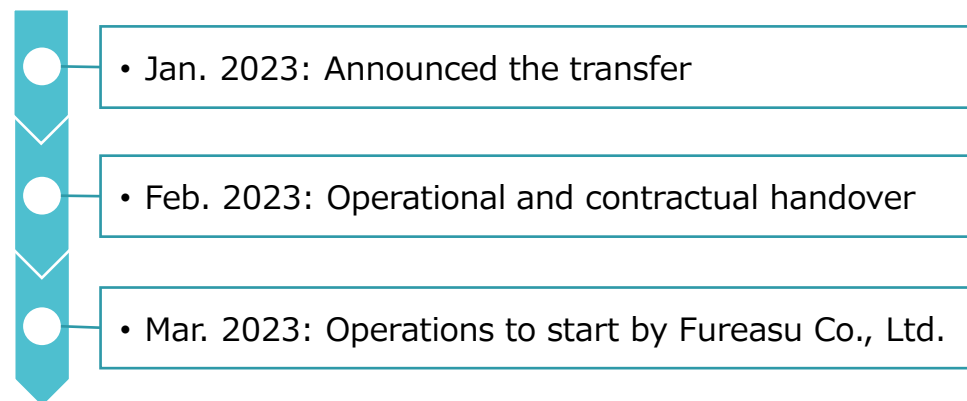 • Jan. 2023: Announced the transfer
• Feb. 2023: Operational and contractual handover
• Mar. 2023: Operations to start by Fureasu Co., Ltd.